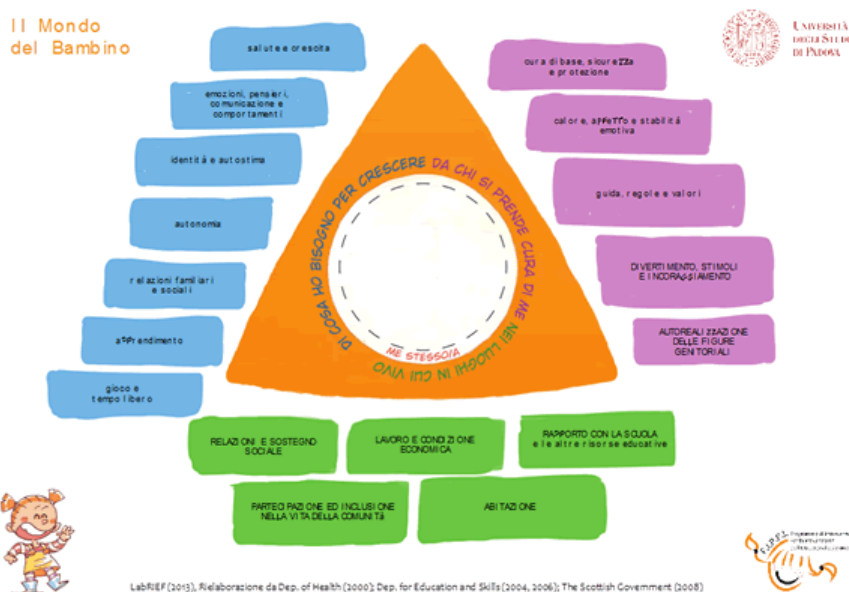 Il Mondo
del Bambino
UNIVERSITÀ
DEGLI STUDI
DI PADOVA
salute e crescita
emozioni, pensieri,
comunicazione e
comportamenti
identità e autostima
autonomia
relazioni familiari
e sociali
apprendimento
gioco e
tempo libero
cura di base, sicurezza
e protezione
calore, affetto e stabilità
emotiva
guida, regole e valori
DIVERTIMENTO, STIMOLI
E INCORAGGIAMENTO
AUTOREALIZZAZIONE
DELLE FIGURE
GENITORIALI
DI COSA HO BISOGNO PER CRESCERE
DA CHI SI PRENDE CURA DI ME
NEI LUOGHI IN CUI VIVO
ME STESSO/A
RELAZIONI E SOSTEGNO
SOCIALE
LAVORO E CONDIZIONE
ECONOMICA
RAPPORTO CON LA SCUOLA
e le altre risorse educative
PARTECIPAZIONE ED INCLUSIONE
NELLA VITA DELLA COMUNITÀ
ABITAZIONE
P.I.P.P.I.
LabRIEF (2013), Rielaborazione da Dep. of Health (2000); Dep. for Education and Skills (2004, 2006); The Scottish Government (2008)